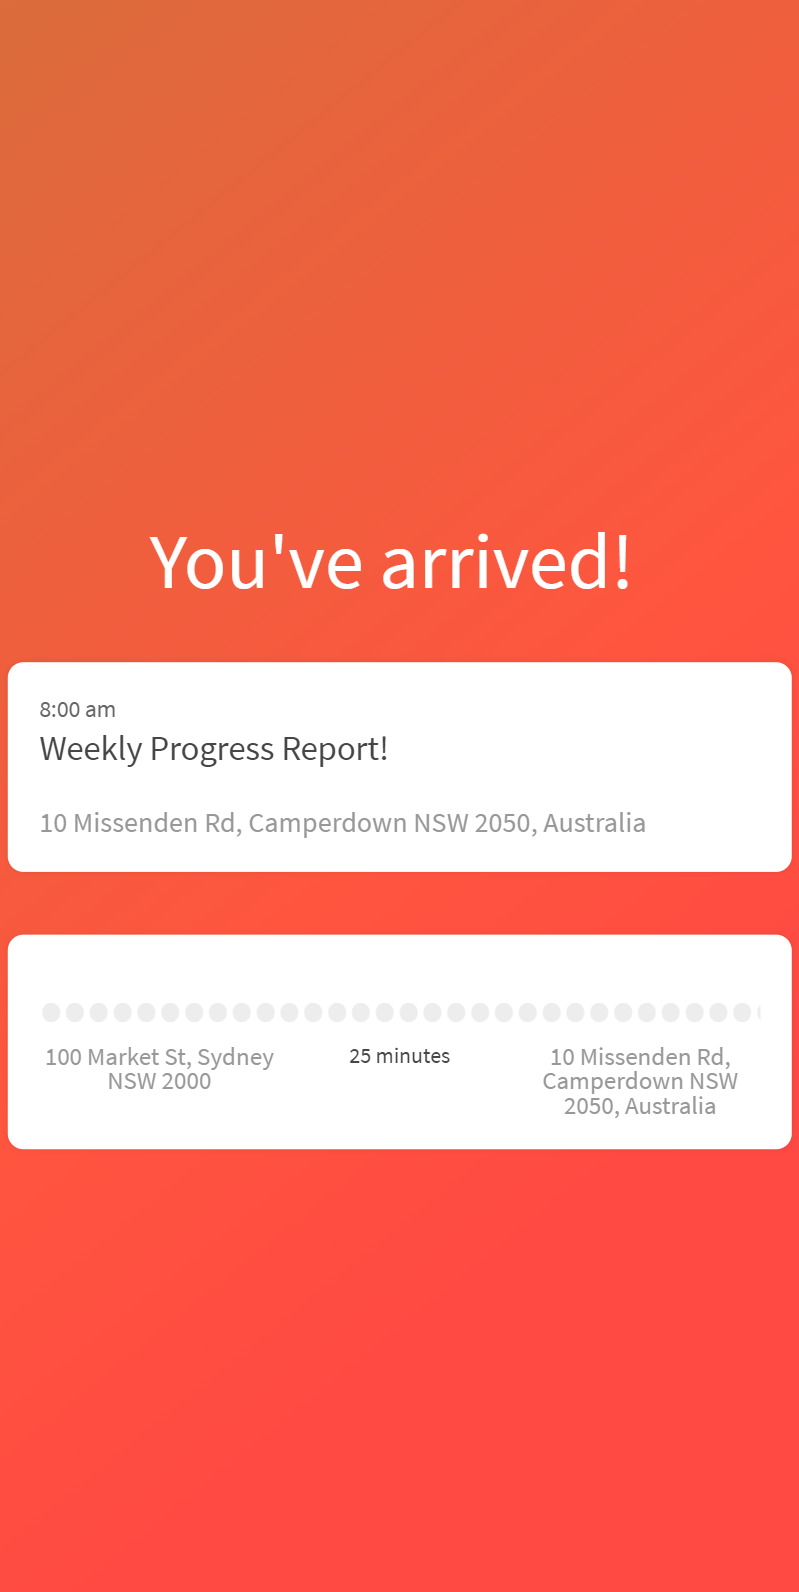 You've arrived!
8:00 am
Weekly Progress Report!
10 Missenden Rd, Camperdown NSW 2050, Australia
100 Market St, Sydney
NSW 2000
25 minutes
10 Missenden Rd,
Camperdown NSW
2050, Australia